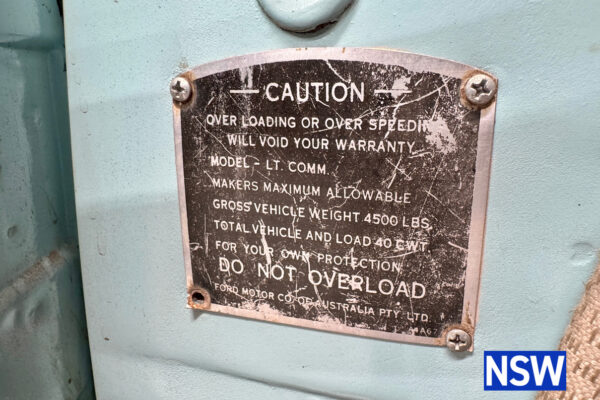 — CAUTION —
OVER LOADING OR OVER SPEEDING
WILL VOID YOUR WARRANTY
MODEL - LT. COMM.
MAKERS MAXIMUM ALLOWABLE
GROSS VEHICLE WEIGHT 4500 LBS.
TOTAL VEHICLE AND LOAD 40 CWT
FOR YOUR OWN PROTECTION
DO NOT OVERLOAD
FORD MOTOR CO. OF AUSTRALIA PTY. LTD.
NSW